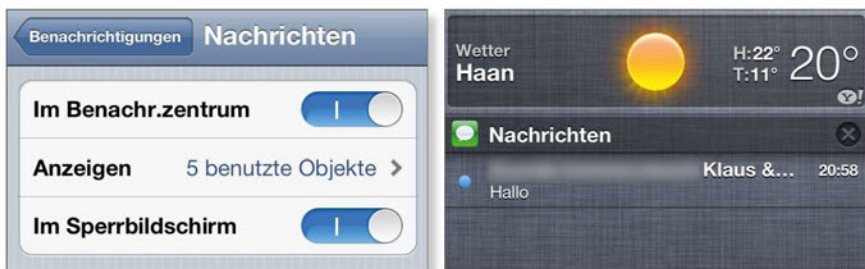 Benachrichtigungen
Nachrichten
Im Benachr.zentrum
Anzeigen 5 benutzte Objekte >
Im Sperrbildschirm
Wetter
Haan
H:22°
T:11°
20°
Y!
Nachrichten
Klaus &... 20:58
Hallo